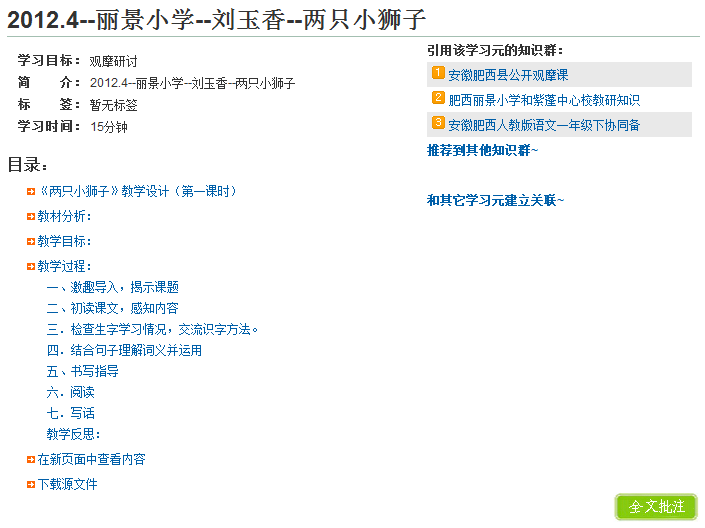 2012.4--丽景小学--刘玉香--两只小狮子
学习目标：观摩研讨
简　　介：2012.4--丽景小学--刘玉香--两只小狮子
标　　签：暂无标签
学习时间：15分钟
引用该学习元的知识群：
1 安徽肥西县公开观摩课
2 肥西丽景小学和紫蓬中心校教研知识
3 安徽肥西人教版语文一年级下协同备
推荐到其他知识群~
和其它学习元建立关联~
目录：
《两只小狮子》教学设计（第一课时）
教材分析：
教学目标：
教学过程：
一、激趣导入，揭示课题
二、初读课文，感知内容
三．检查生字学习情况，交流识字方法。
四．结合句子理解词义并运用
五、书写指导
六．阅读
七．写话
教学反思：
在新页面中查看内容
下载源文件
全文批注